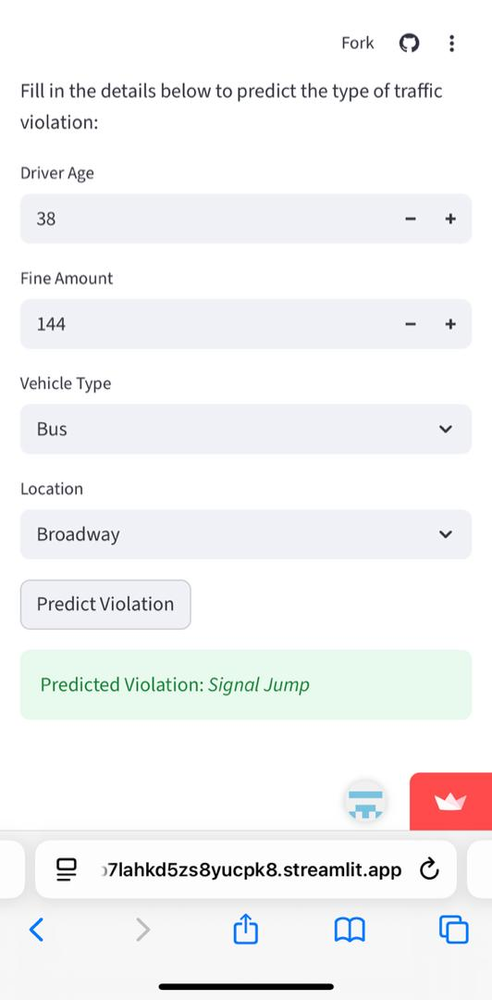 Fork
Fill in the details below to predict the type of traffic
violation:
Driver Age
38
Fine Amount
144
Vehicle Type
Bus
Location
Broadway
Predict Violation
Predicted Violation: Signal Jump
7lahkd5zs8yucpk8.streamlit.app